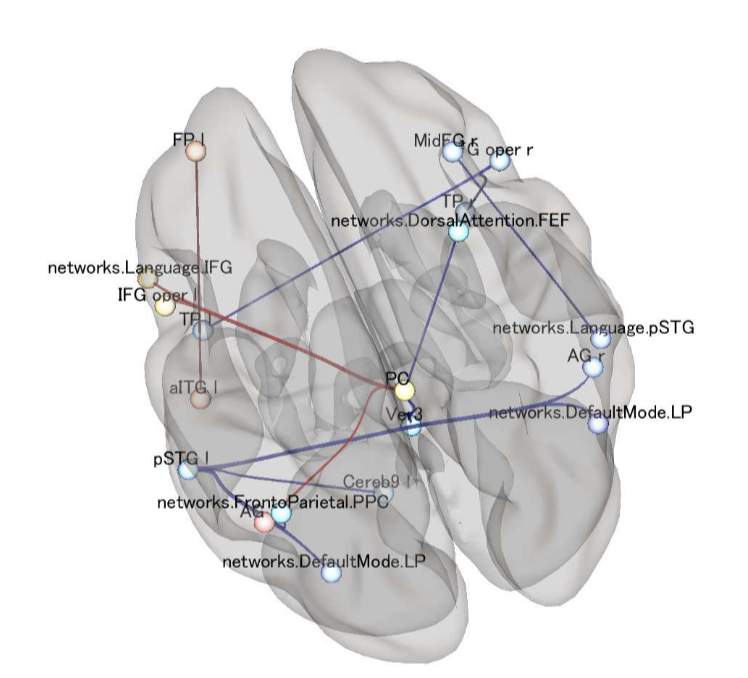 FP l
MidFG r
G oper r
TP r
networks.DorsalAttention.FEF
networks.Language.IFG
IFG oper l
TP l
networks.Language.pSTG
AG r
PC
aITG l
Ver3
networks.DefaultMode.LP
pSTG l
Cereb9 l
networks.FrontoParietal.PPC
AG
networks.DefaultMode.LP